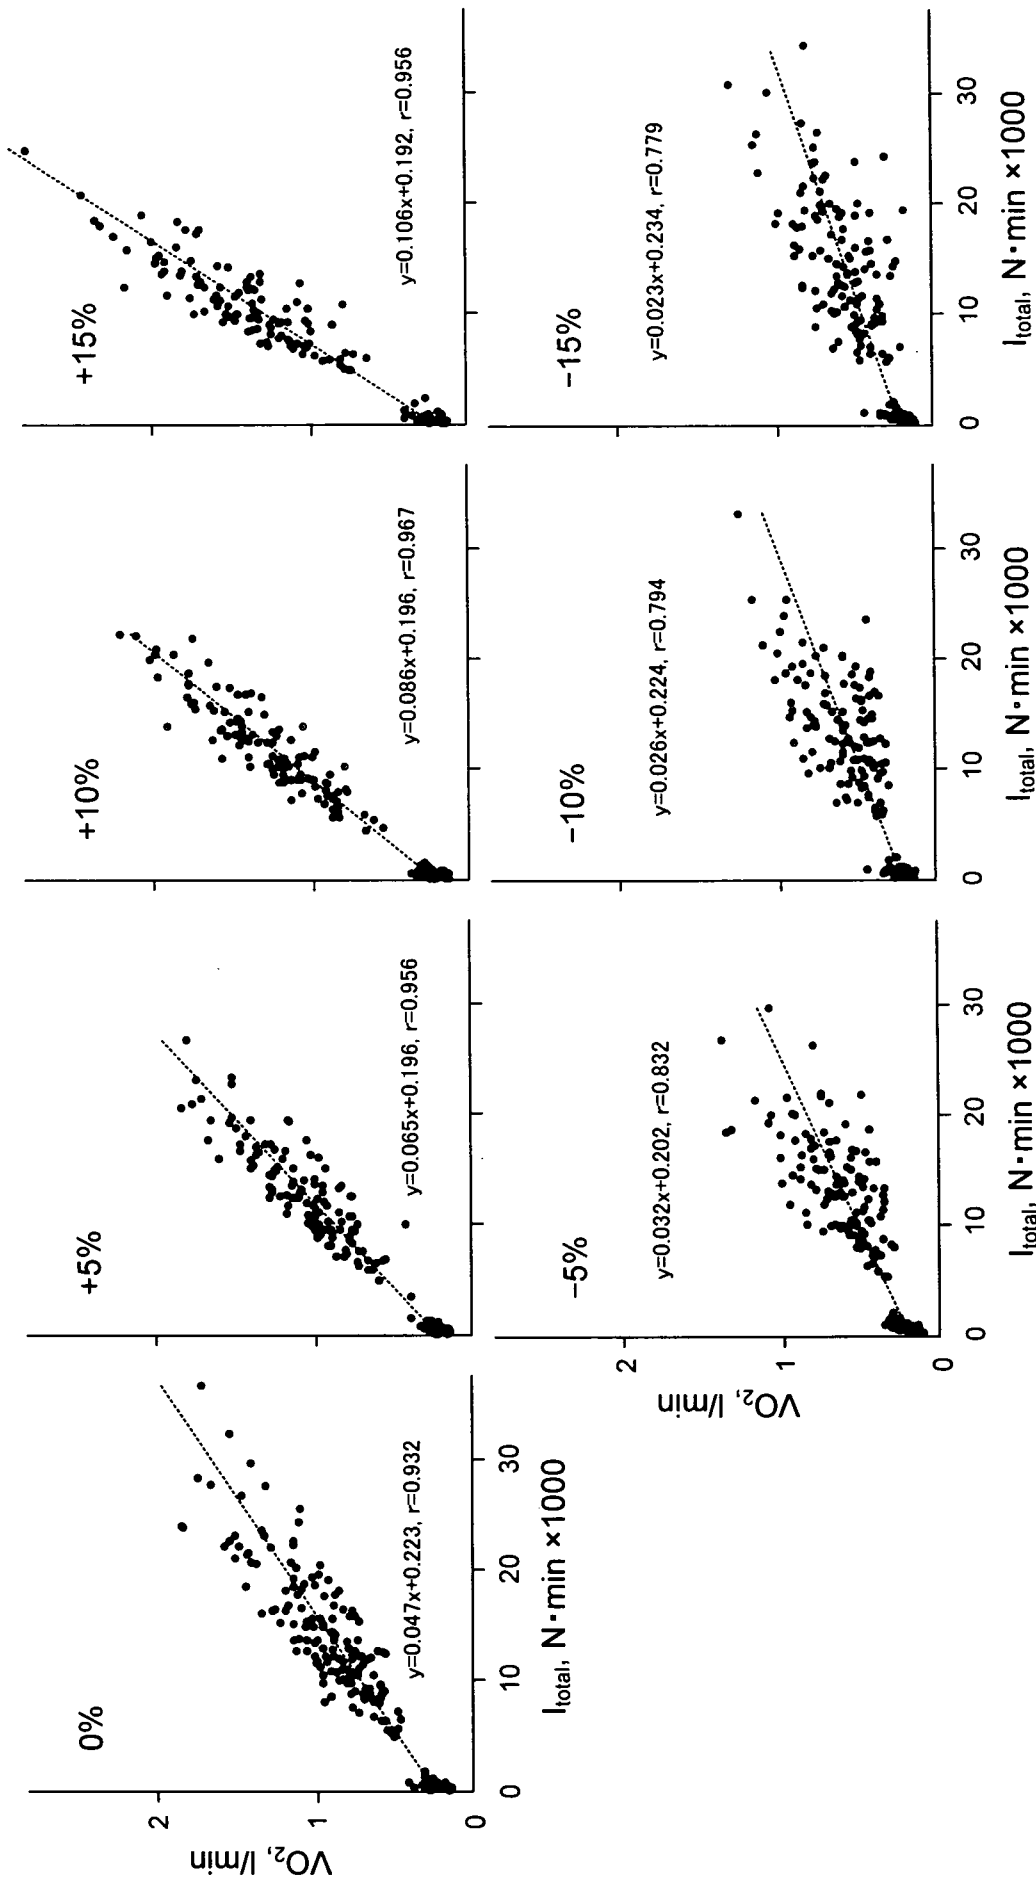 0%
y=0.047x+0.223, r=0.932
VO₂, l/min
2
1
0
0
10
20
30
Itotal, N·min ×1000
+5%
y=0.065x+0.196, r=0.956
+10%
y=0.086x+0.196, r=0.967
+15%
y=0.106x+0.192, r=0.956
−5%
y=0.032x+0.202, r=0.832
VO₂, l/min
2
1
0
0
10
20
30
Itotal, N·min ×1000
−10%
y=0.026x+0.224, r=0.794
0
10
20
30
Itotal, N·min ×1000
−15%
y=0.023x+0.234, r=0.779
0
10
20
30
Itotal, N·min ×1000